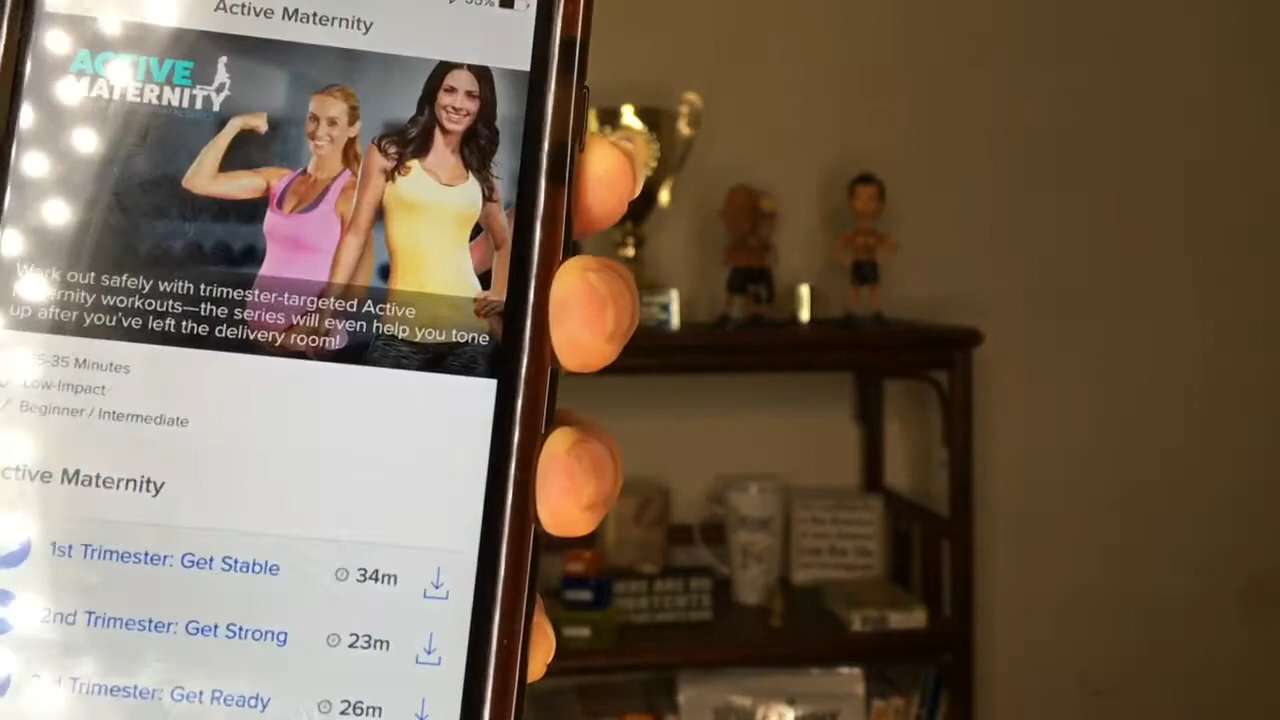 Active Maternity
ACTIVE
MATERNITY
Work out safely with trimester-targeted Active
Maternity workouts—the series will even help you tone
up after you've left the delivery room!
-35 Minutes
Low-Impact
Beginner / Intermediate
ctive Maternity
1st Trimester: Get Stable 34m
2nd Trimester: Get Strong 23m
Trimester: Get Ready 26m